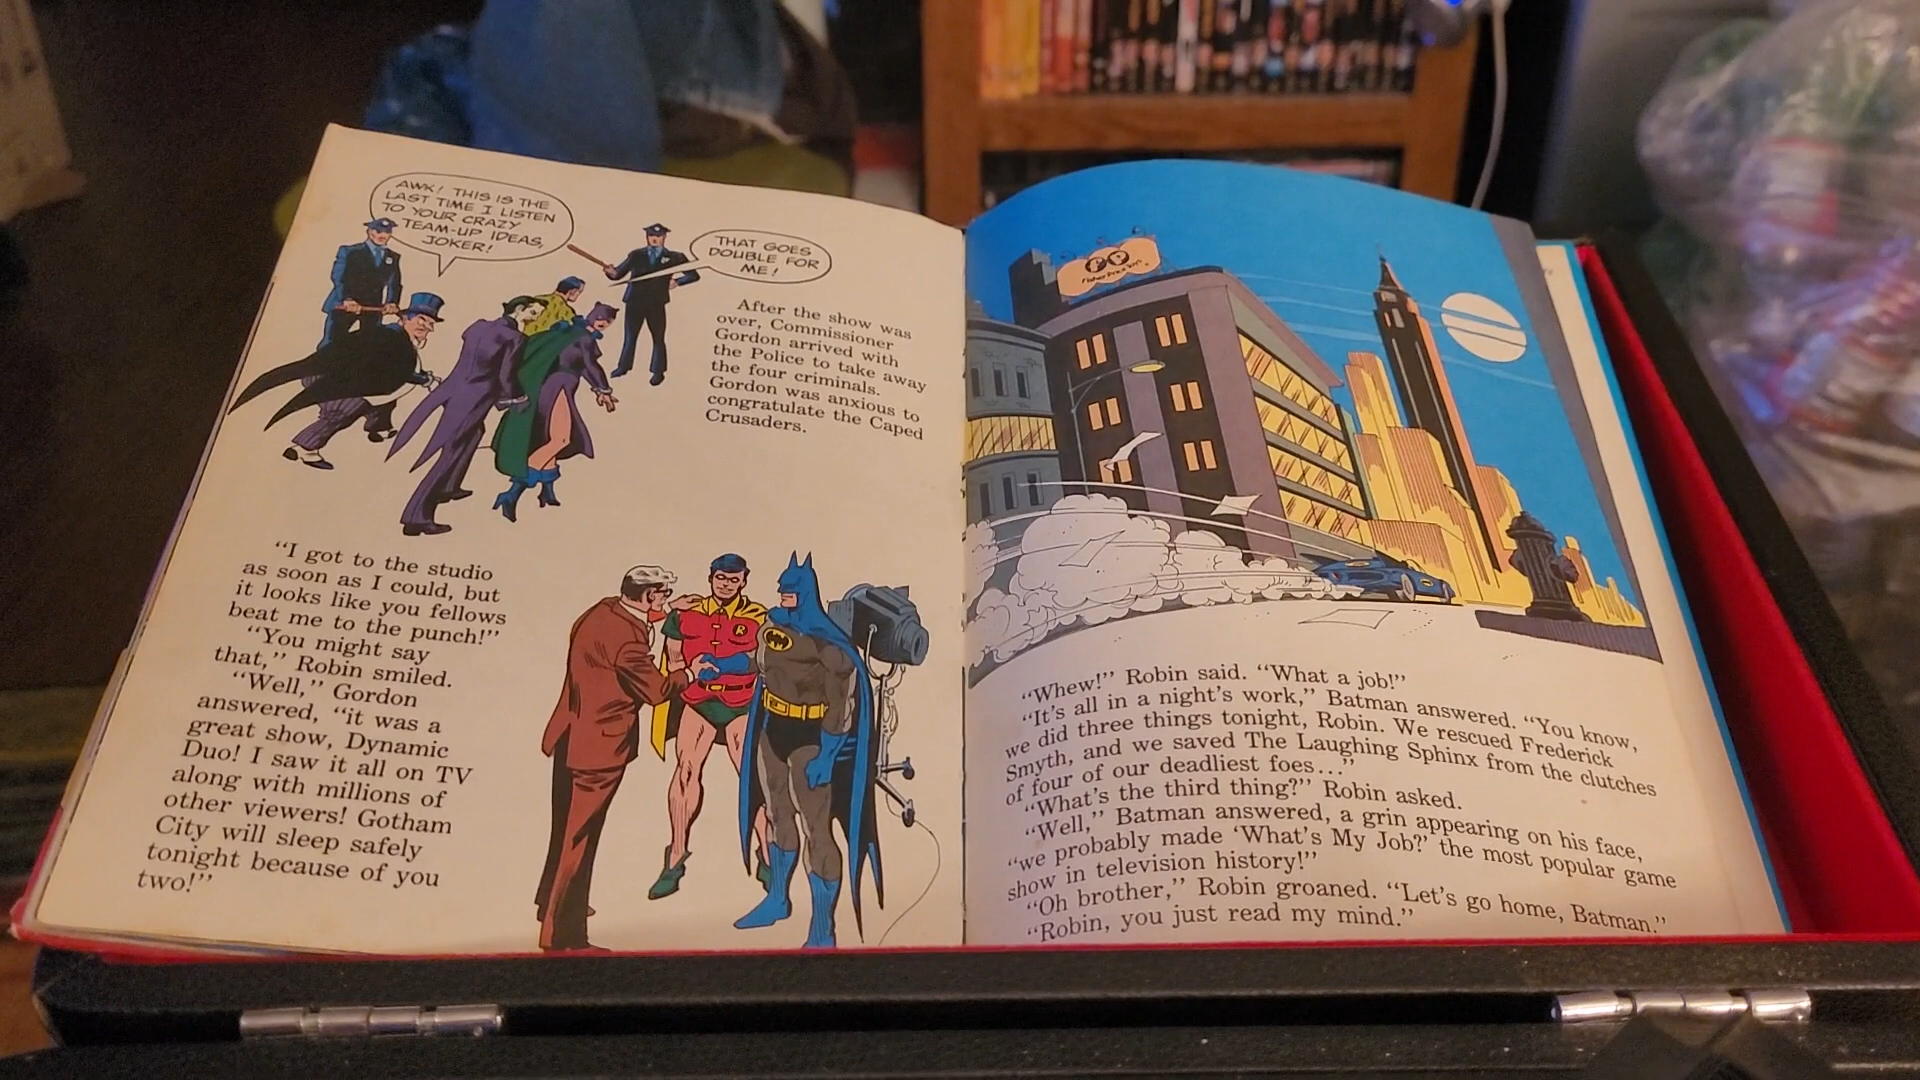 AWK! THIS IS THE
LAST TIME I LISTEN
TO YOUR CRAZY
TEAM-UP IDEAS,
JOKER!
THAT GOES
DOUBLE FOR
ME!
After the show was
over, Commissioner
Gordon arrived with
the Police to take away
the four criminals.
Gordon was anxious to
congratulate the Caped
Crusaders.
“I got to the studio
as soon as I could, but
it looks like you fellows
beat me to the punch!”
“You might say
that,” Robin smiled.
“Well,” Gordon
answered, “it was a
great show, Dynamic
Duo! I saw it all on TV
along with millions of
other viewers! Gotham
City will sleep safely
tonight because of you
two!”
R
“Whew!” Robin said. “What a job!”
“It’s all in a night’s work,” Batman answered. “You know,
we did three things tonight, Robin. We rescued Frederick
Smyth, and we saved The Laughing Sphinx from the clutches
of four of our deadliest foes...”
“What’s the third thing?” Robin asked.
“Well,” Batman answered, a grin appearing on his face,
“we probably made ‘What’s My Job?’ the most popular game
show in television history!”
“Oh brother,” Robin groaned. “Let’s go home, Batman.”
“Robin, you just read my mind.”